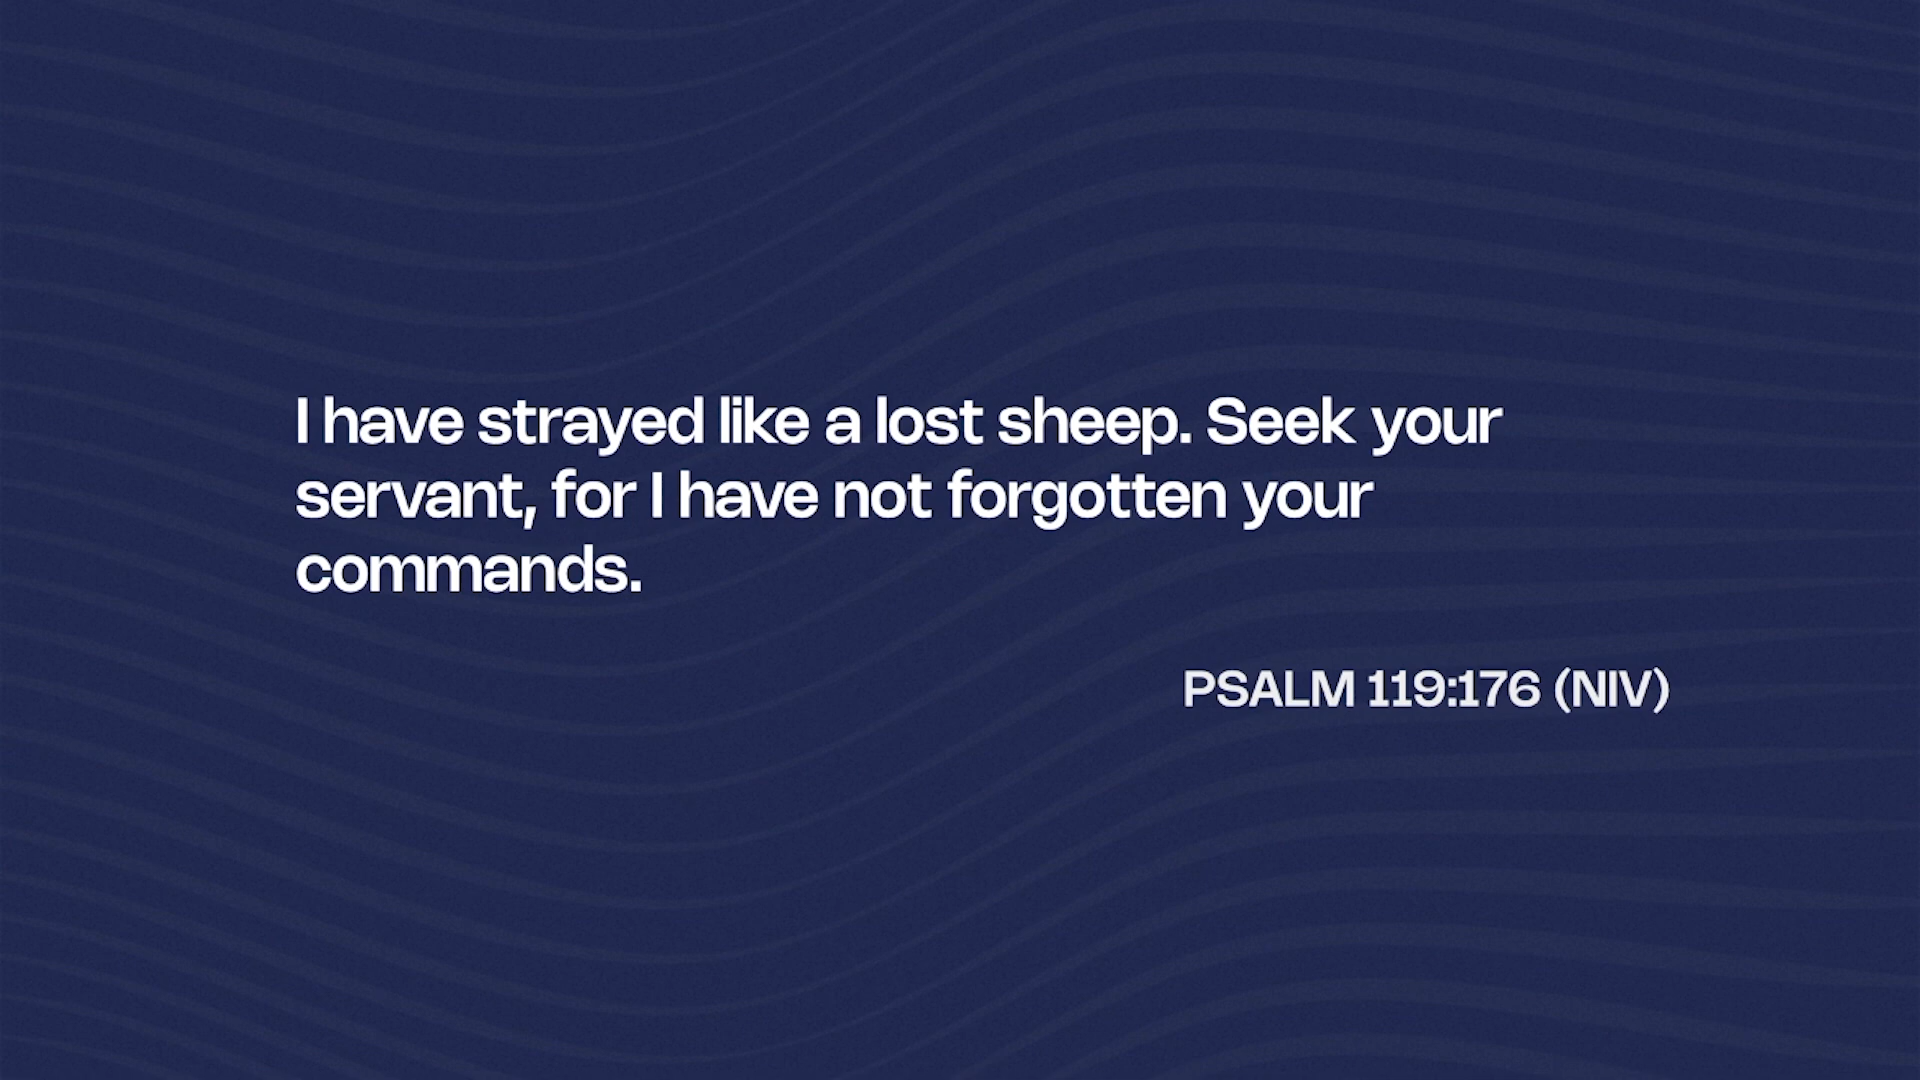 I have strayed like a lost sheep. Seek your
servant, for I have not forgotten your
commands.
PSALM 119:176 (NIV)